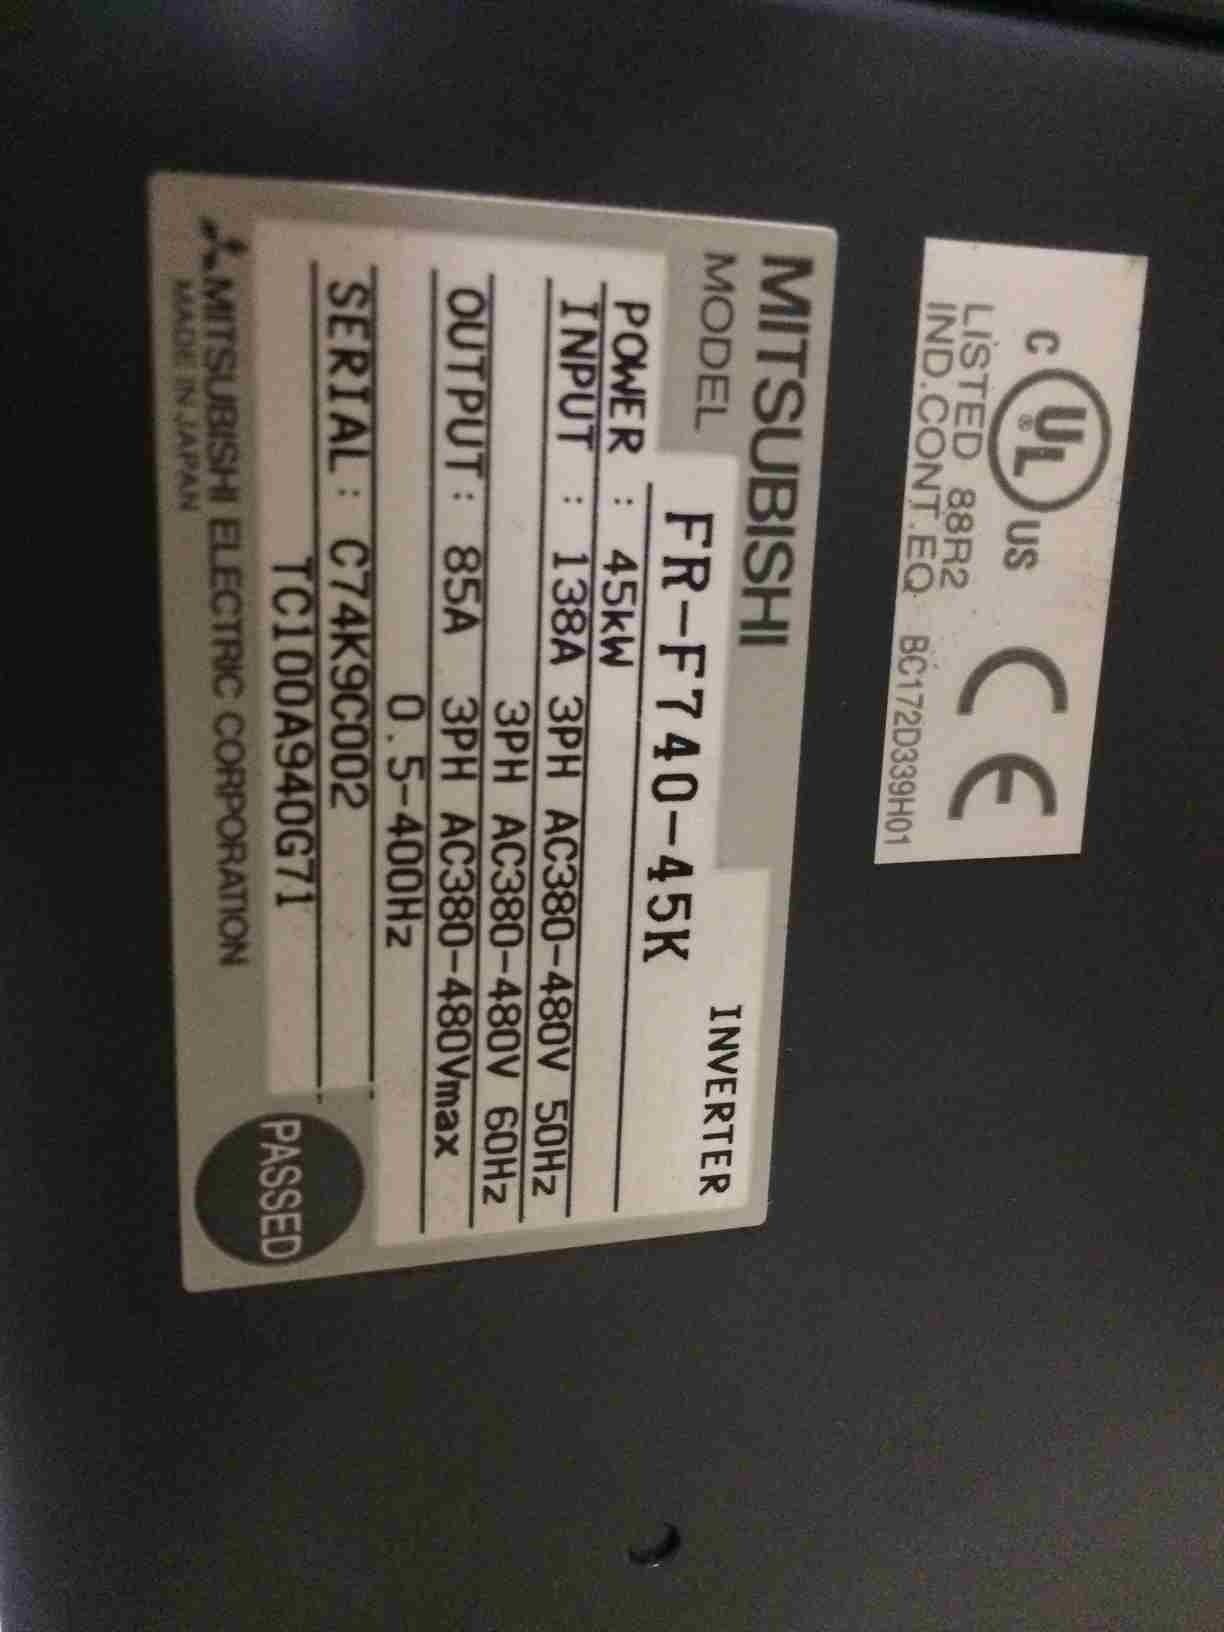 C UL ® US
LISTED 88R2
IND.CONT.EQ
CE
BC172D339H01
MITSUBISHI
MODEL
INVERTER
FR-F740-45K
POWER : 45kW
INPUT : 138A 3PH AC380-480V 50Hz
3PH AC380-480V 60Hz
OUTPUT: 85A 3PH AC380-480Vmax
0.5-400Hz
SERIAL: C74K9C002
TC100A940G71
MITSUBISHI ELECTRIC CORPORATION
MADE IN JAPAN
PASSED